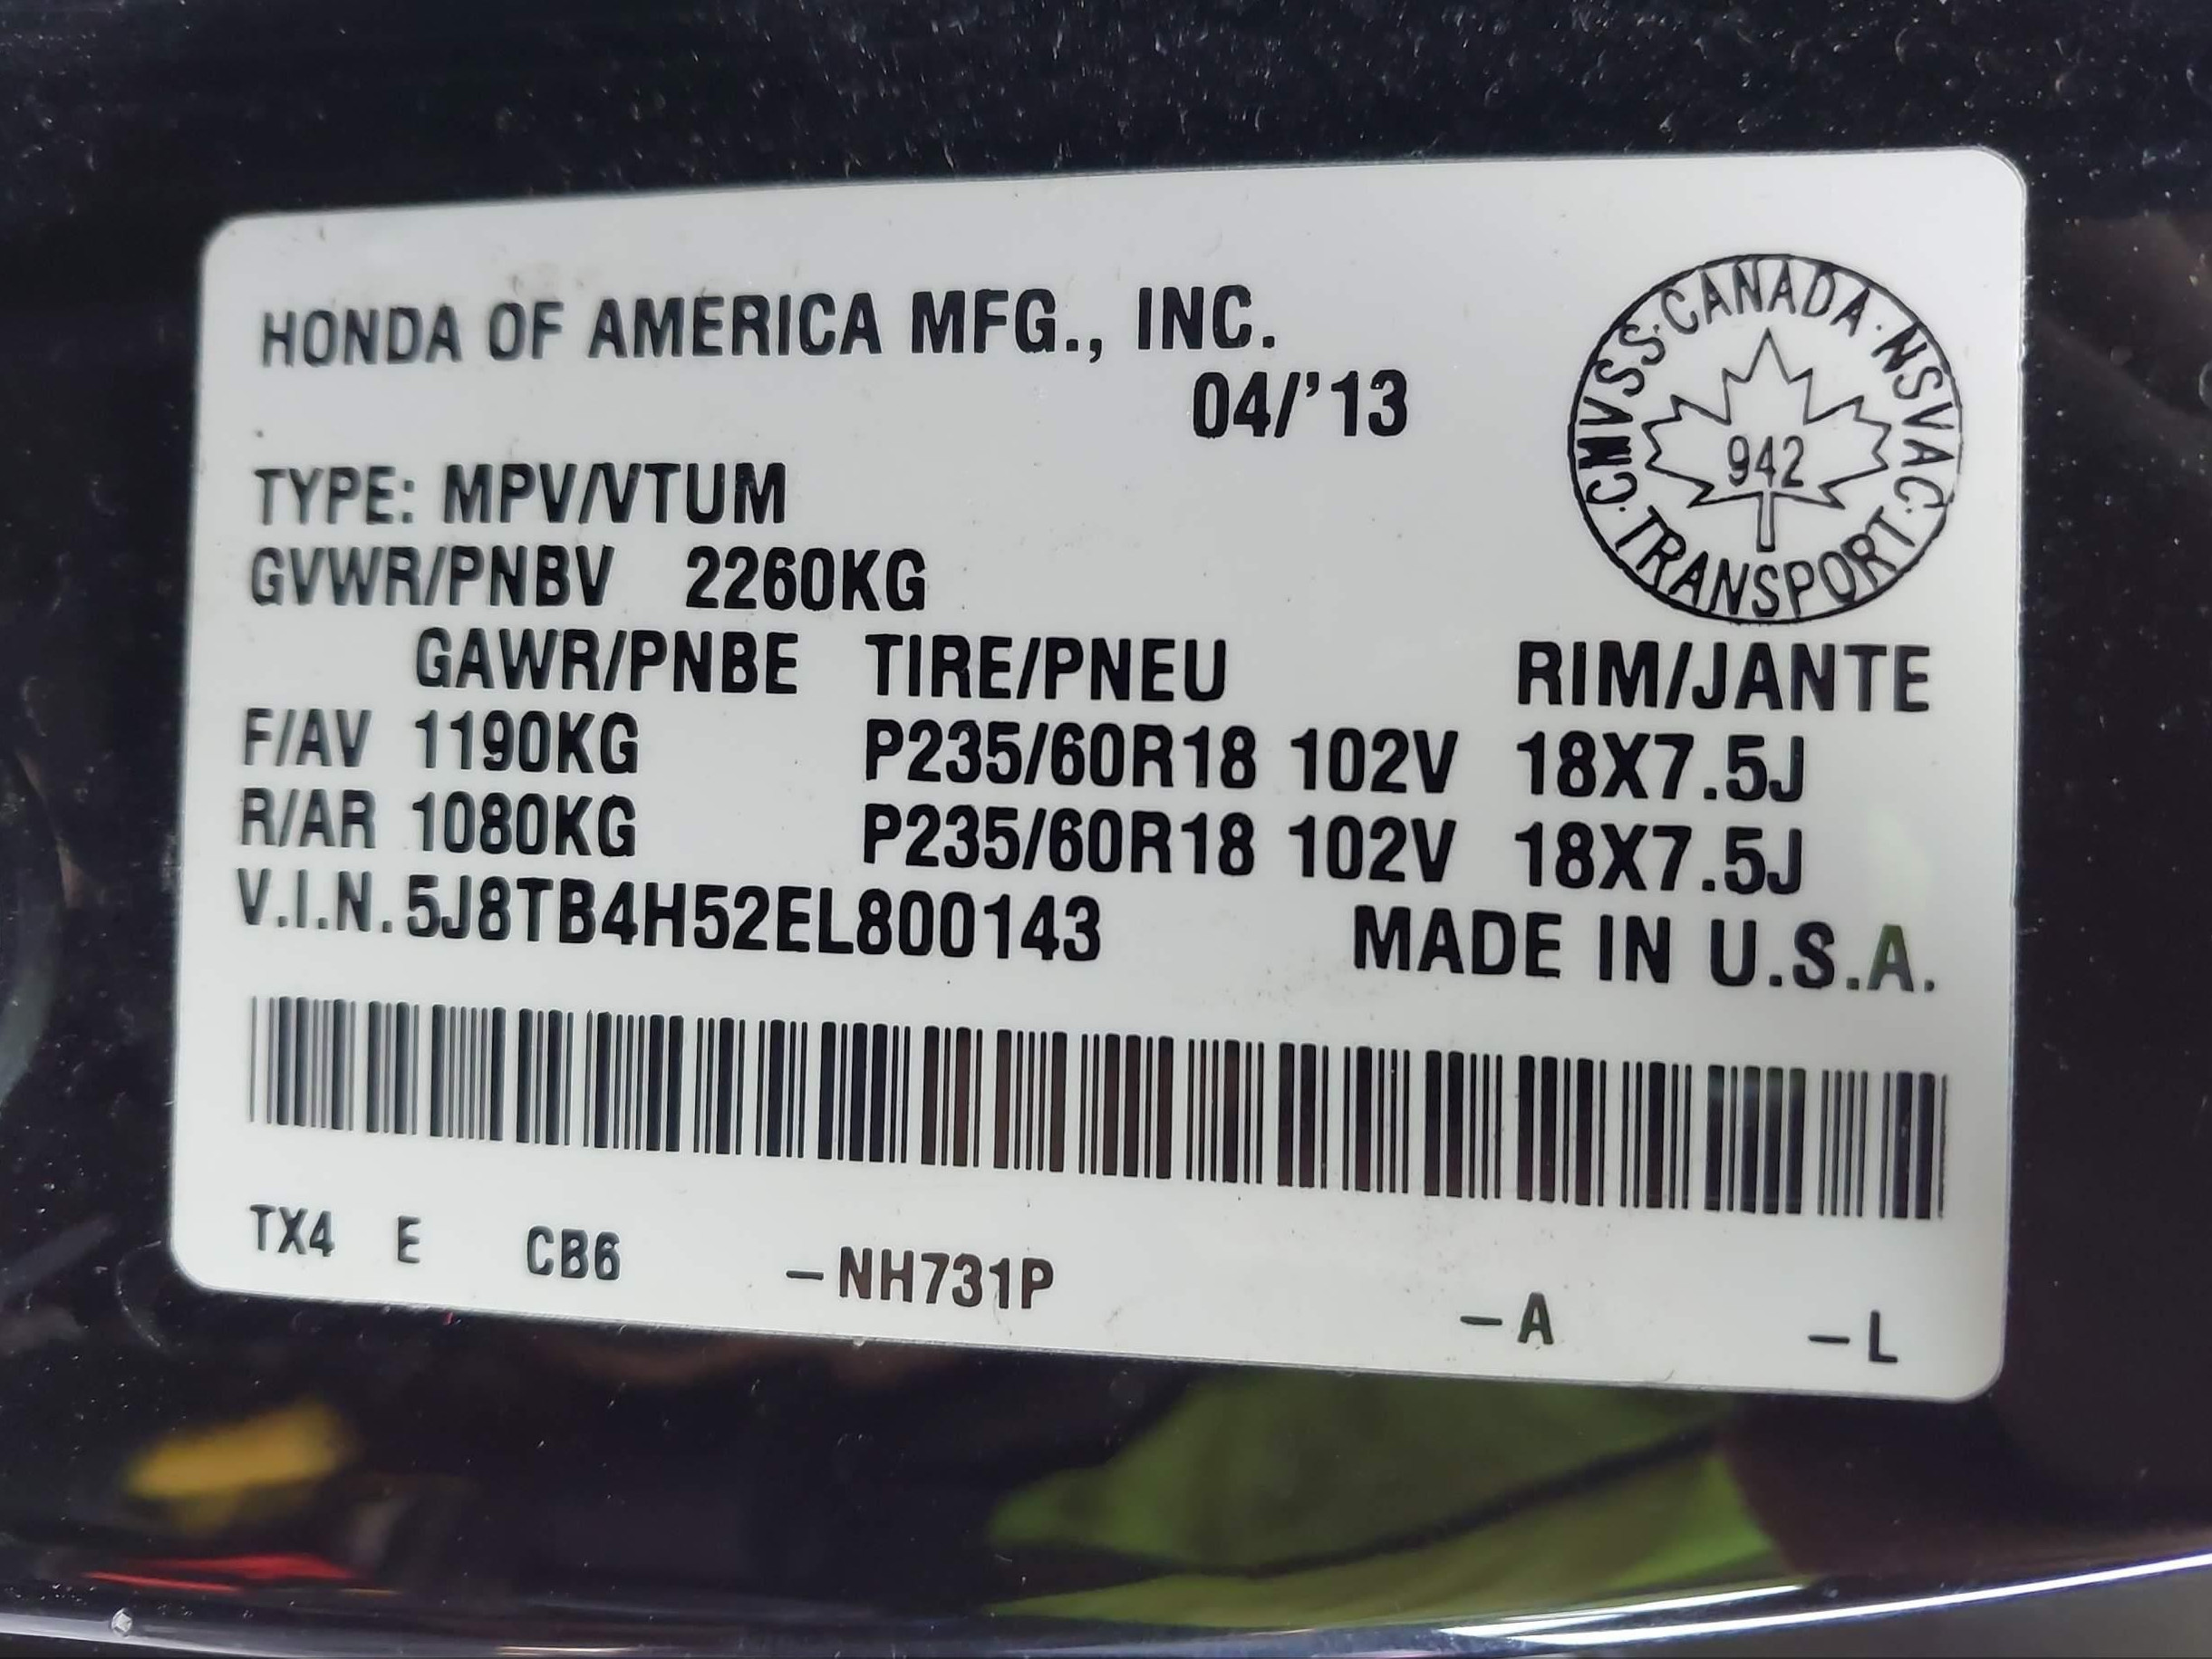 HONDA OF AMERICA MFG., INC.
04/'13
CMVSS·CANADA·NSVAC·TRANSPORT·
942
TYPE: MPV/VTUM
GVWR/PNBV 2260KG
GAWR/PNBE TIRE/PNEU RIM/JANTE
F/AV 1190KG P235/60R18 102V 18X7.5J
R/AR 1080KG P235/60R18 102V 18X7.5J
V.I.N.5J8TB4H52EL800143 MADE IN U.S.A.
TX4 E CB6 –NH731P –A –L